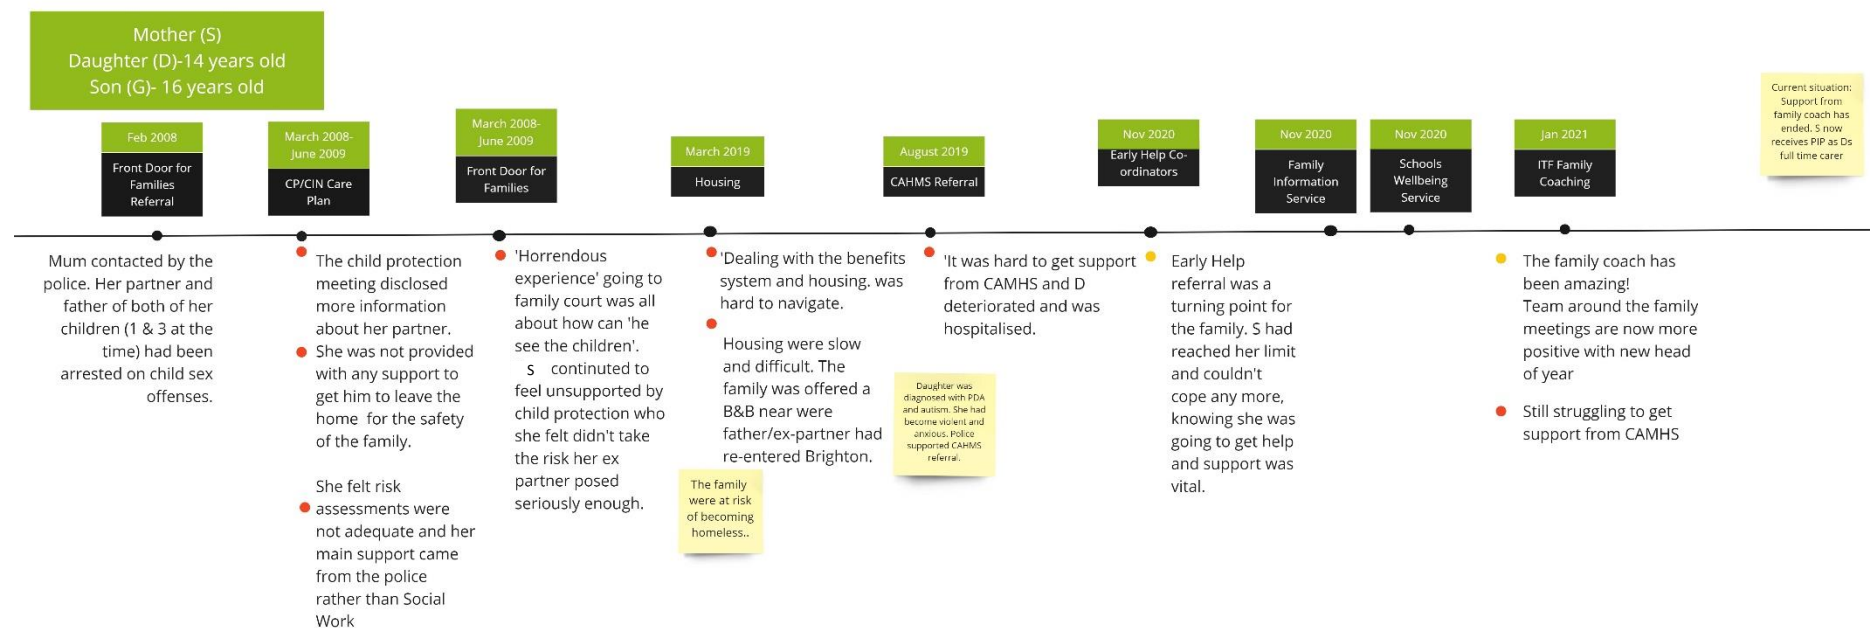 Mother (S)
Daughter (D)-14 years old
Son (G)- 16 years old
Feb 2008
Front Door for
Families
Referral
Mum contacted by the
police. Her partner and
father of both of her
children (1 & 3 at the
time) had been
arrested on child sex
offenses.
March 2008-
June 2009
CP/CIN Care
Plan
The child protection
meeting disclosed
more information
about her partner.
She was not provided
with any support to
get him to leave the
home for the safety
of the family.
She felt risk
assessments were
not adequate and her
main support came
from the police
rather than Social
Work
March 2008-
June 2009
Front Door for
Families
'Horrendous
experience' going to
family court was all
about how can 'he
see the children'.
s continuted to
feel unsupported by
child protection who
she felt didn't take
the risk her ex
partner posed
seriously enough.
March 2019
Housing
'Dealing with the benefits
system and housing. was
hard to navigate.
Housing were slow
and difficult. The
family was offered a
B&B near were
father/ex-partner had
re-entered Brighton.
The family
were at risk
of becoming
homeless..
August 2019
CAHMS Referral
'It was hard to get support
from CAMHS and D
deteriorated and was
hospitalised.
Daughter was
diagnosed with PDA
and autism. She had
become violent and
anxious. Police
supported CAHMS
referral.
Nov 2020
Early Help Co-
ordinators
Early Help
referral was a
turning point for
the family. S had
reached her limit
and couldn't
cope any more,
knowing she was
going to get help
and support was
vital.
Nov 2020
Family
Information
Service
Nov 2020
Schools
Wellbeing
Service
Jan 2021
ITF Family
Coaching
The family coach has
been amazing!
Team around the family
meetings are now more
positive with new head
of year
Still struggling to get
support from CAMHS
Current situation:
Support from
family coach has
ended. S now
receives PIP as Ds
full time carer